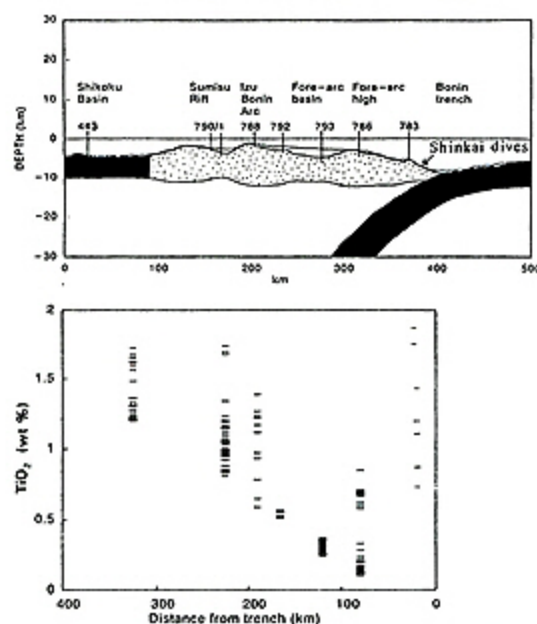 30
20
10
0
-10
-20
-30
DEPTH (km)
Shikoku Basin
Sumisu Rift
Izu Bonin Arc
Fore-arc basin
Fore-arc high
Bonin trench
443
790/1
788
792
793
786
783
Shinkai dives
0
100
200
300
400
500
km
2
1.5
1
0.5
0
TiO2 (wt %)
400
300
200
100
0
Distance from trench (km)